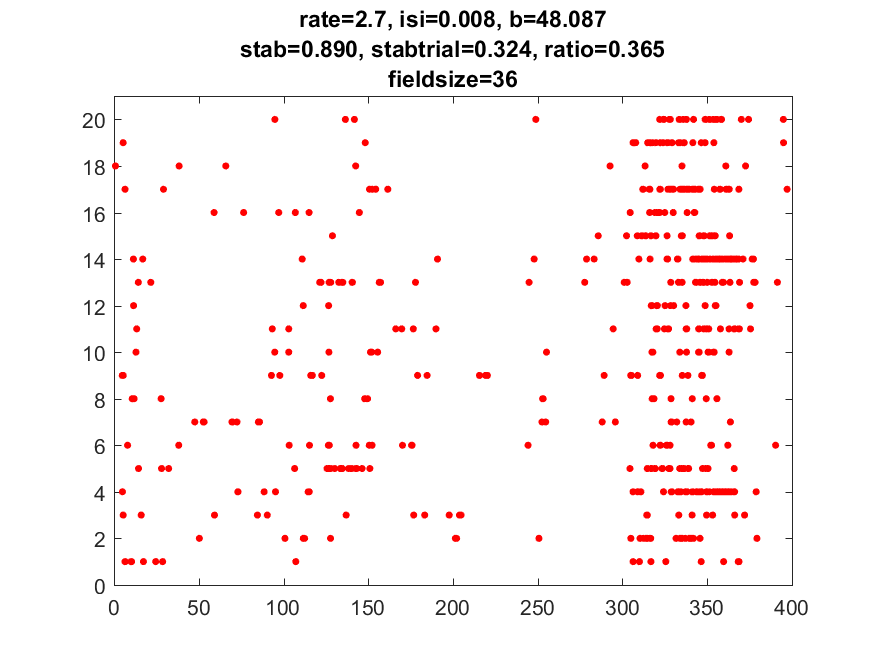 rate=2.7, isi=0.008, b=48.087
stab=0.890, stabtrial=0.324, ratio=0.365
fieldsize=36
20
18
16
14
12
10
8
6
4
2
0
0 50 100 150 200 250 300 350 400